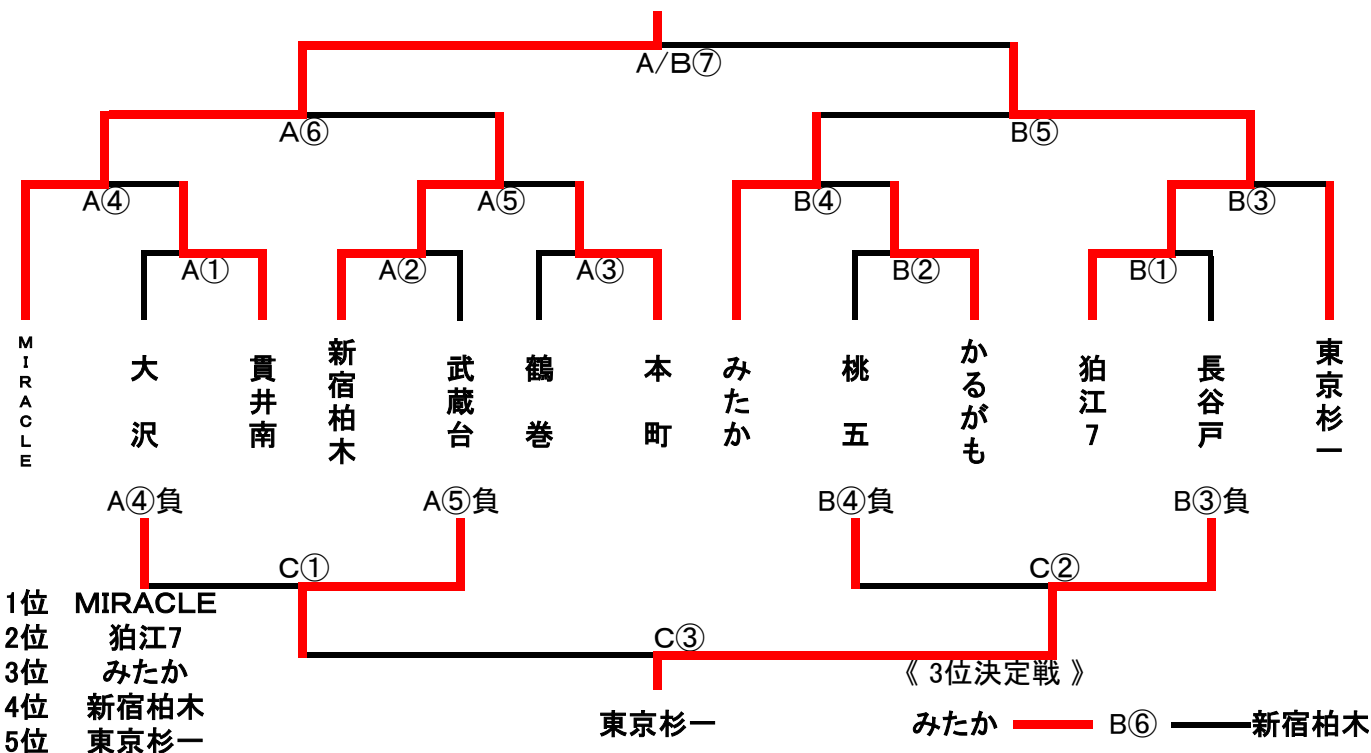 A/B⑦
A⑥
B⑤
A④
A⑤
B④
B③
A①
A②
A③
B②
B①
MIRACLE
大沢
貫井南
新宿柏木
武蔵台
鶴巻
本町
みたか
桃五
かるがも
狛江7
長谷戸
東京杉一
A④負
A⑤負
B④負
B③負
C①
C②
1位 MIRACLE
2位 狛江7
3位 みたか
4位 新宿柏木
5位 東京杉一
C③
東京杉一
《 3位決定戦 》
みたか B⑥ 新宿柏木